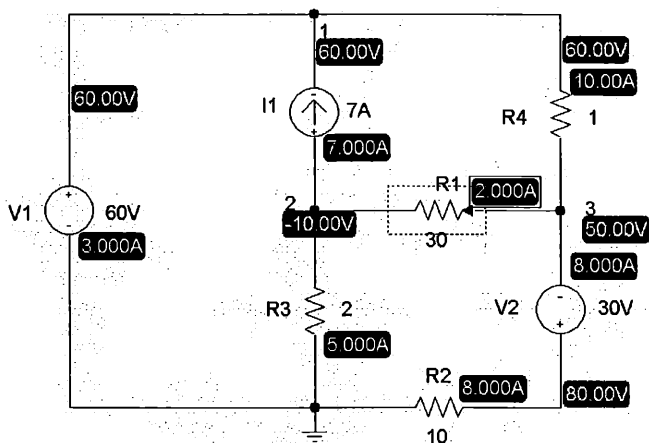 1
60.00V
60.00V
60.00V
10.00A
I1
7A
R4
1
7.000A
R1
2.000A
2
-10.00V
3
50.00V
V1
60V
3.000A
30
8.000A
R3
2
V2
30V
5.000A
R2
8.000A
80.00V
10